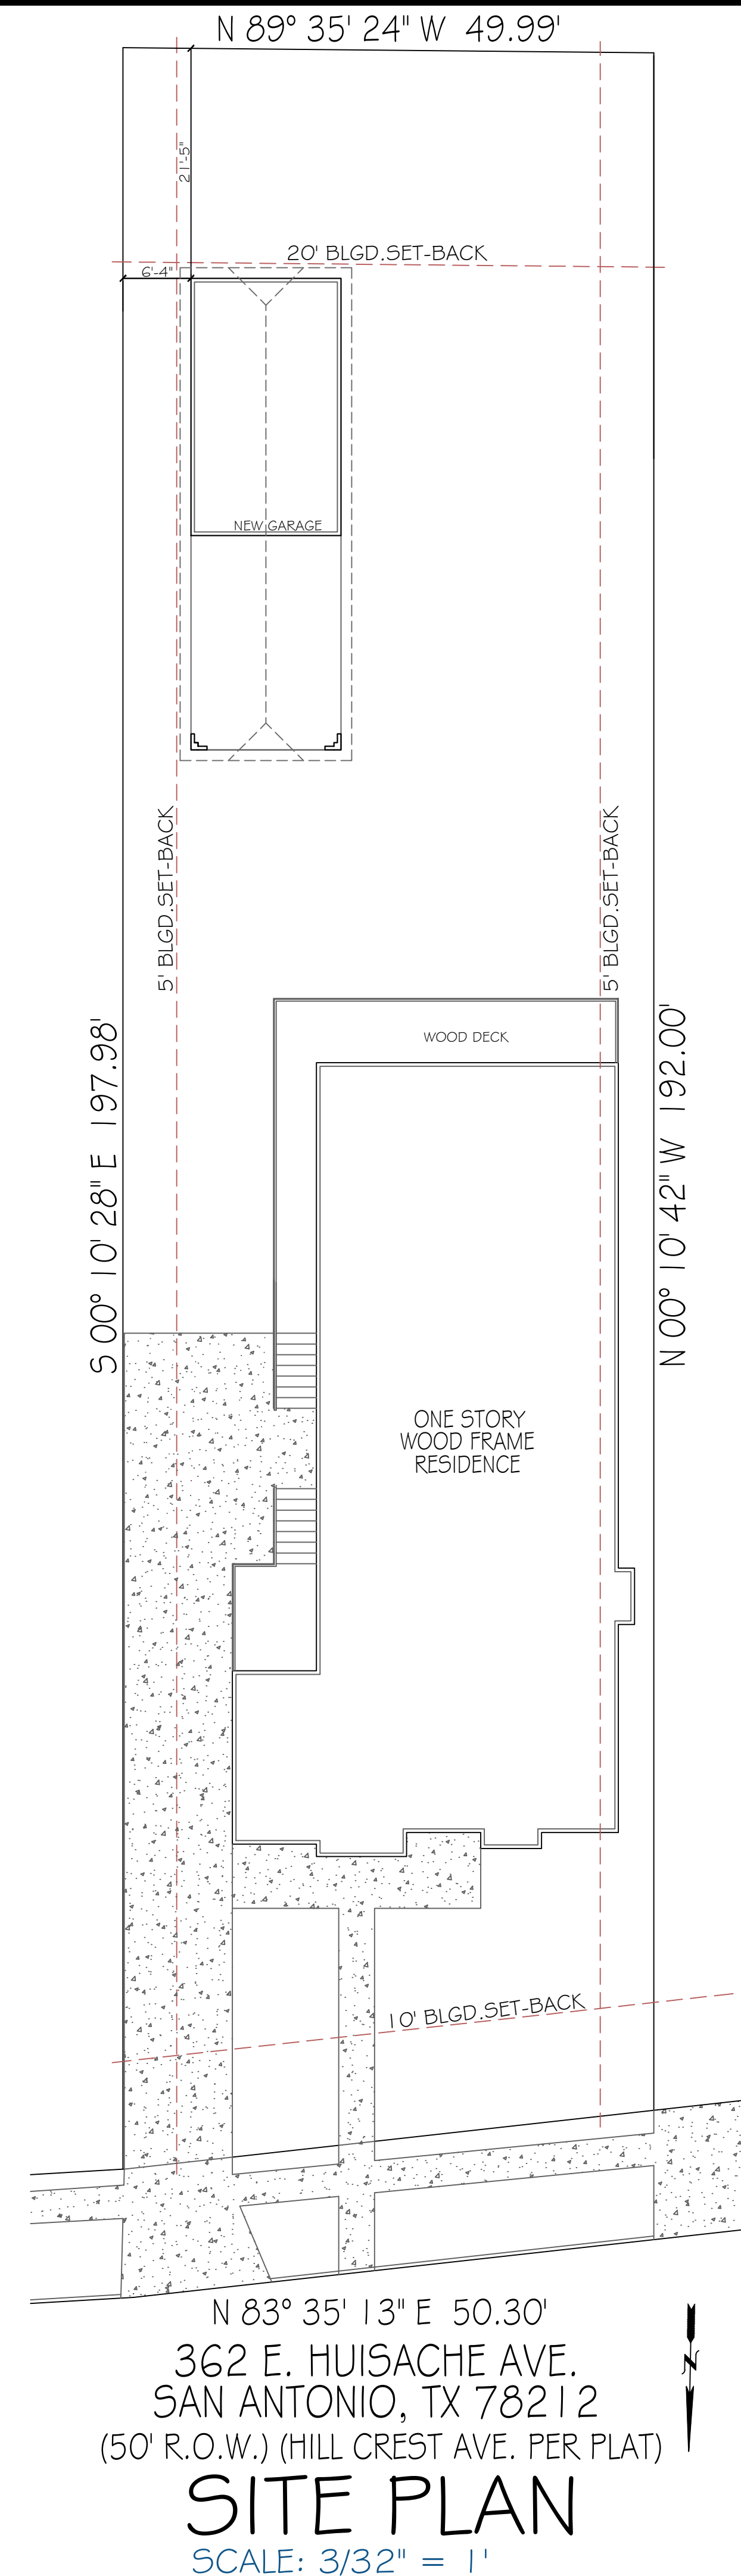 N 89° 35' 24" W 49.99'
21'-5"
20' BLGD.SET-BACK
6'-4"
NEW GARAGE
5' BLGD.SET-BACK
5' BLGD.SET-BACK
WOOD DECK
S 00° 10' 28" E 197.98'
N 00° 10' 42" W 192.00'
ONE STORY
WOOD FRAME
RESIDENCE
10' BLGD.SET-BACK
N 83° 35' 13" E 50.30'
362 E. HUISACHE AVE.
N
SAN ANTONIO, TX 78212
(50' R.O.W.) (HILL CREST AVE. PER PLAT)
SITE PLAN
SCALE: 3/32" = 1'